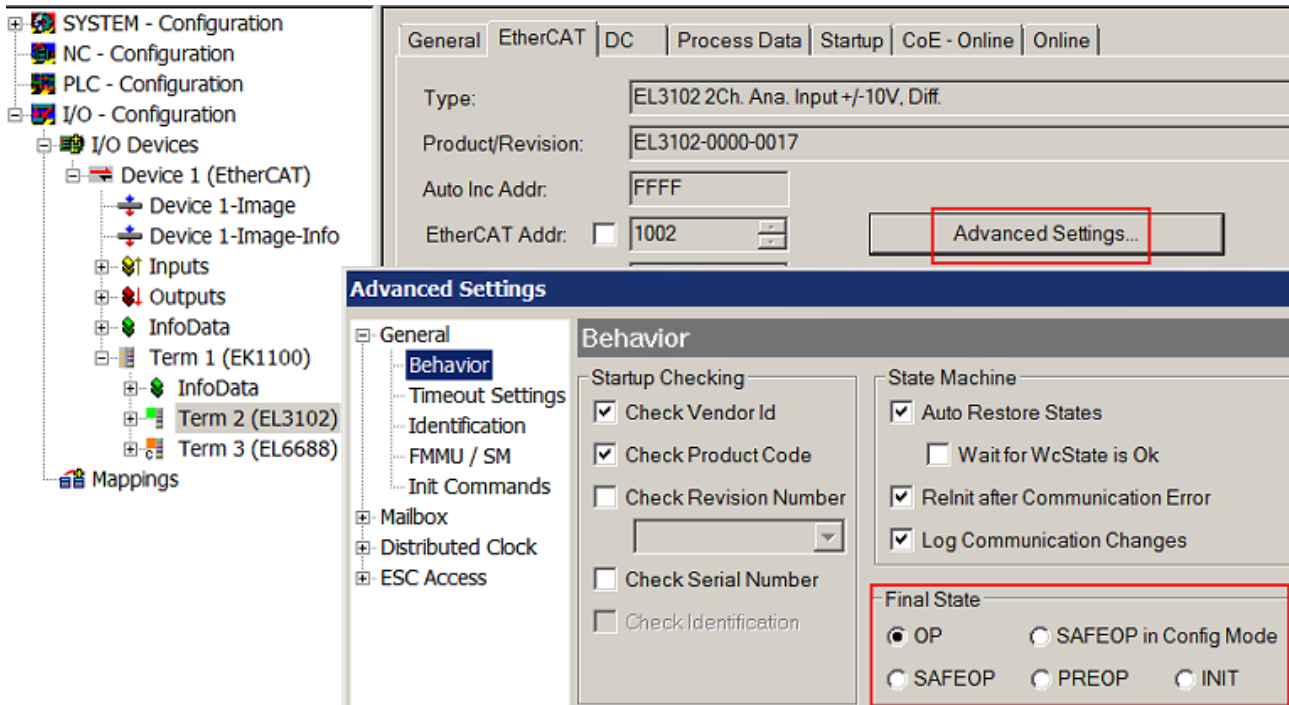 SYSTEM - Configuration
NC - Configuration
PLC - Configuration
I/O - Configuration
I/O Devices
Device 1 (EtherCAT)
Device 1-Image
Device 1-Image-Info
Inputs
Outputs
InfoData
Term 1 (EK1100)
InfoData
Term 2 (EL3102)
Term 3 (EL6688)
Mappings
General EtherCAT DC Process Data Startup CoE - Online Online
Type: EL3102 2Ch. Ana. Input +/-10V, Diff.
Product/Revision: EL3102-0000-0017
Auto Inc Addr: FFFF
EtherCAT Addr: 1002 Advanced Settings...
Advanced Settings
General
Behavior
Timeout Settings
Identification
FMMU / SM
Init Commands
Mailbox
Distributed Clock
ESC Access
Behavior
Startup Checking
Check Vendor Id
Check Product Code
Check Revision Number
Check Serial Number
Check Identification
State Machine
Auto Restore States
Wait for WcState is Ok
ReInit after Communication Error
Log Communication Changes
Final State
OP SAFEOP in Config Mode
SAFEOP PREOP INIT